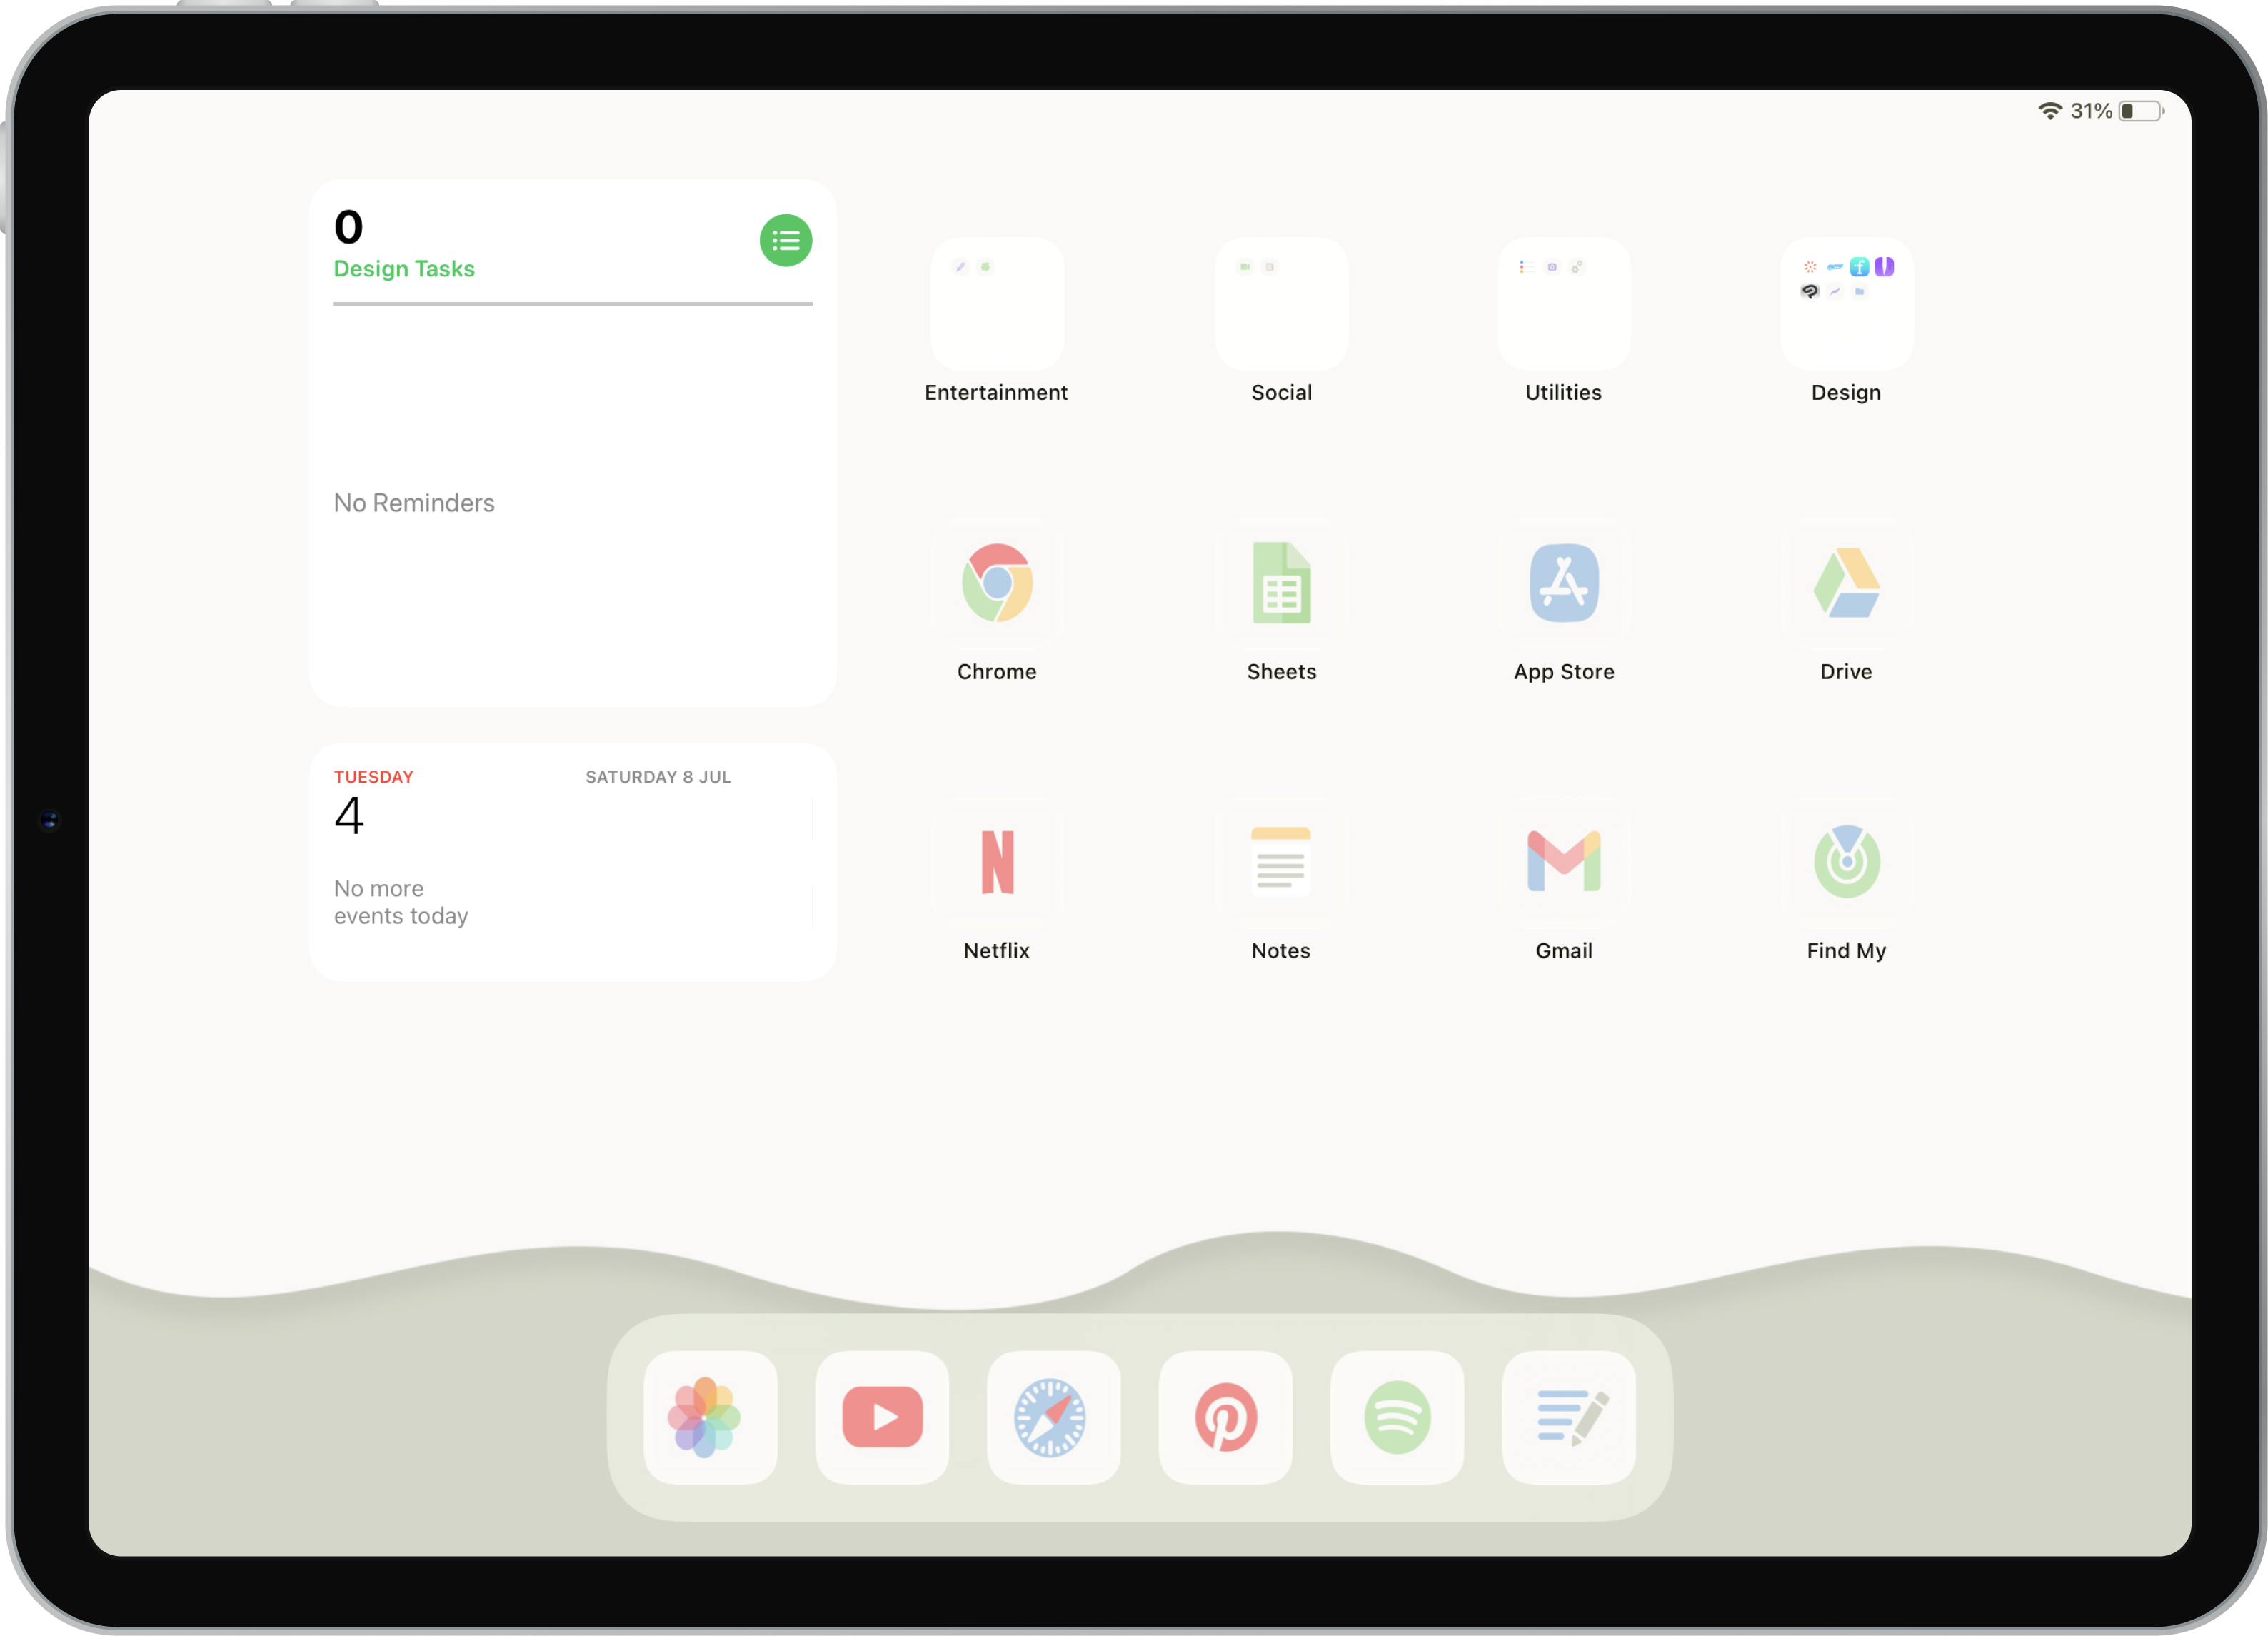 31%
0
Design Tasks
No Reminders
TUESDAY
4
No more
events today
SATURDAY 8 JUL
Entertainment
Social
Utilities
Design
Chrome
Sheets
App Store
Drive
Netflix
Notes
Gmail
Find My